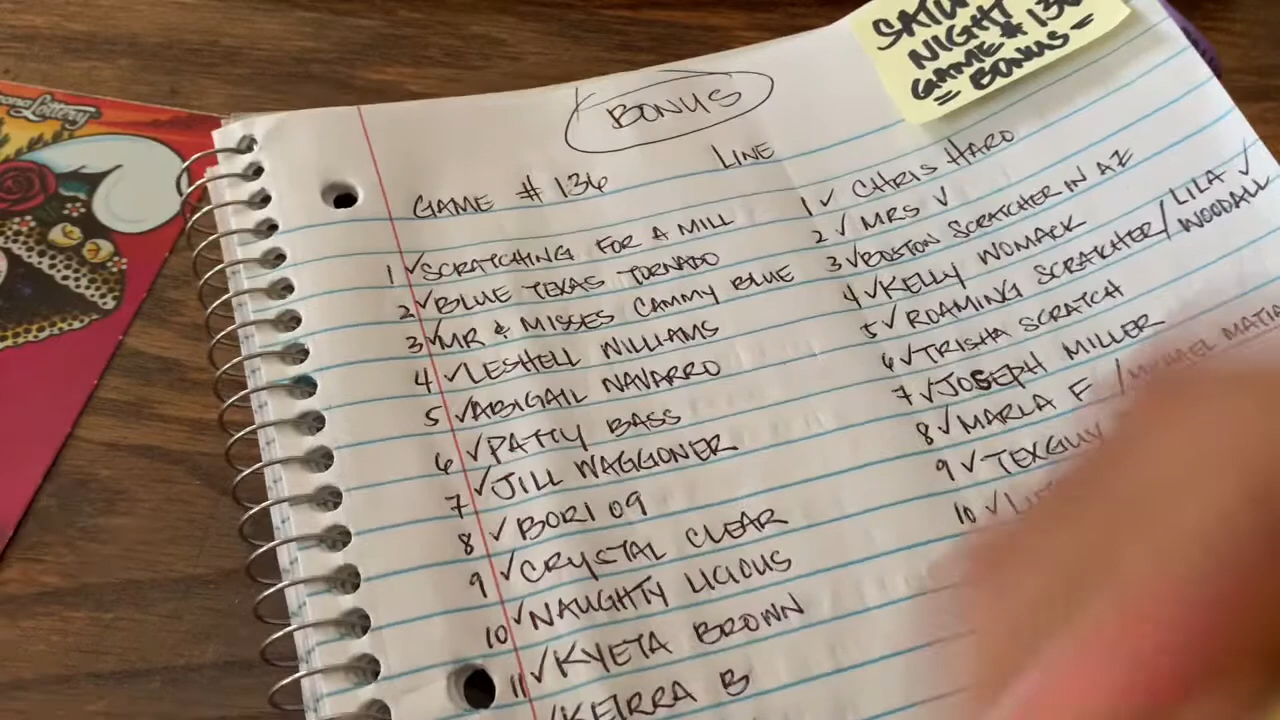 Lottery
SATU
NIGHT
GAME # 136
= BONUS =
BONUS
GAME # 136
LINE
1 ✓ SCRATCHING FOR A MILL
2 ✓ BLUE TEXAS TORNADO
3 ✓ MR & MISSES CAMMY BLUE
4 ✓ LESHELL WILLIAMS
5 ✓ ABIGAIL NAVARRO
6 ✓ PATTY BASS
7 ✓ JILL WAGGONER
8 ✓ BORI 09
9 ✓ CRYSTAL CLEAR
10 ✓ NAUGHTY LICIOUS
11 ✓ KYETA BROWN
✓ KEIRRA B
1 ✓ CHRIS HARO
2 ✓ MRS V
3 ✓ BOSTON SCRATCHER IN AZ
4 ✓ KELLY WOMACK
5 ✓ ROAMING SCRATCHER / LILA ✓
WOODALL
6 ✓ TRISHA SCRATCH
7 ✓ JOSEPH MILLER
8 ✓ MARLA F / MICHAEL MATIA
9 ✓ TEXGUY
10 ✓